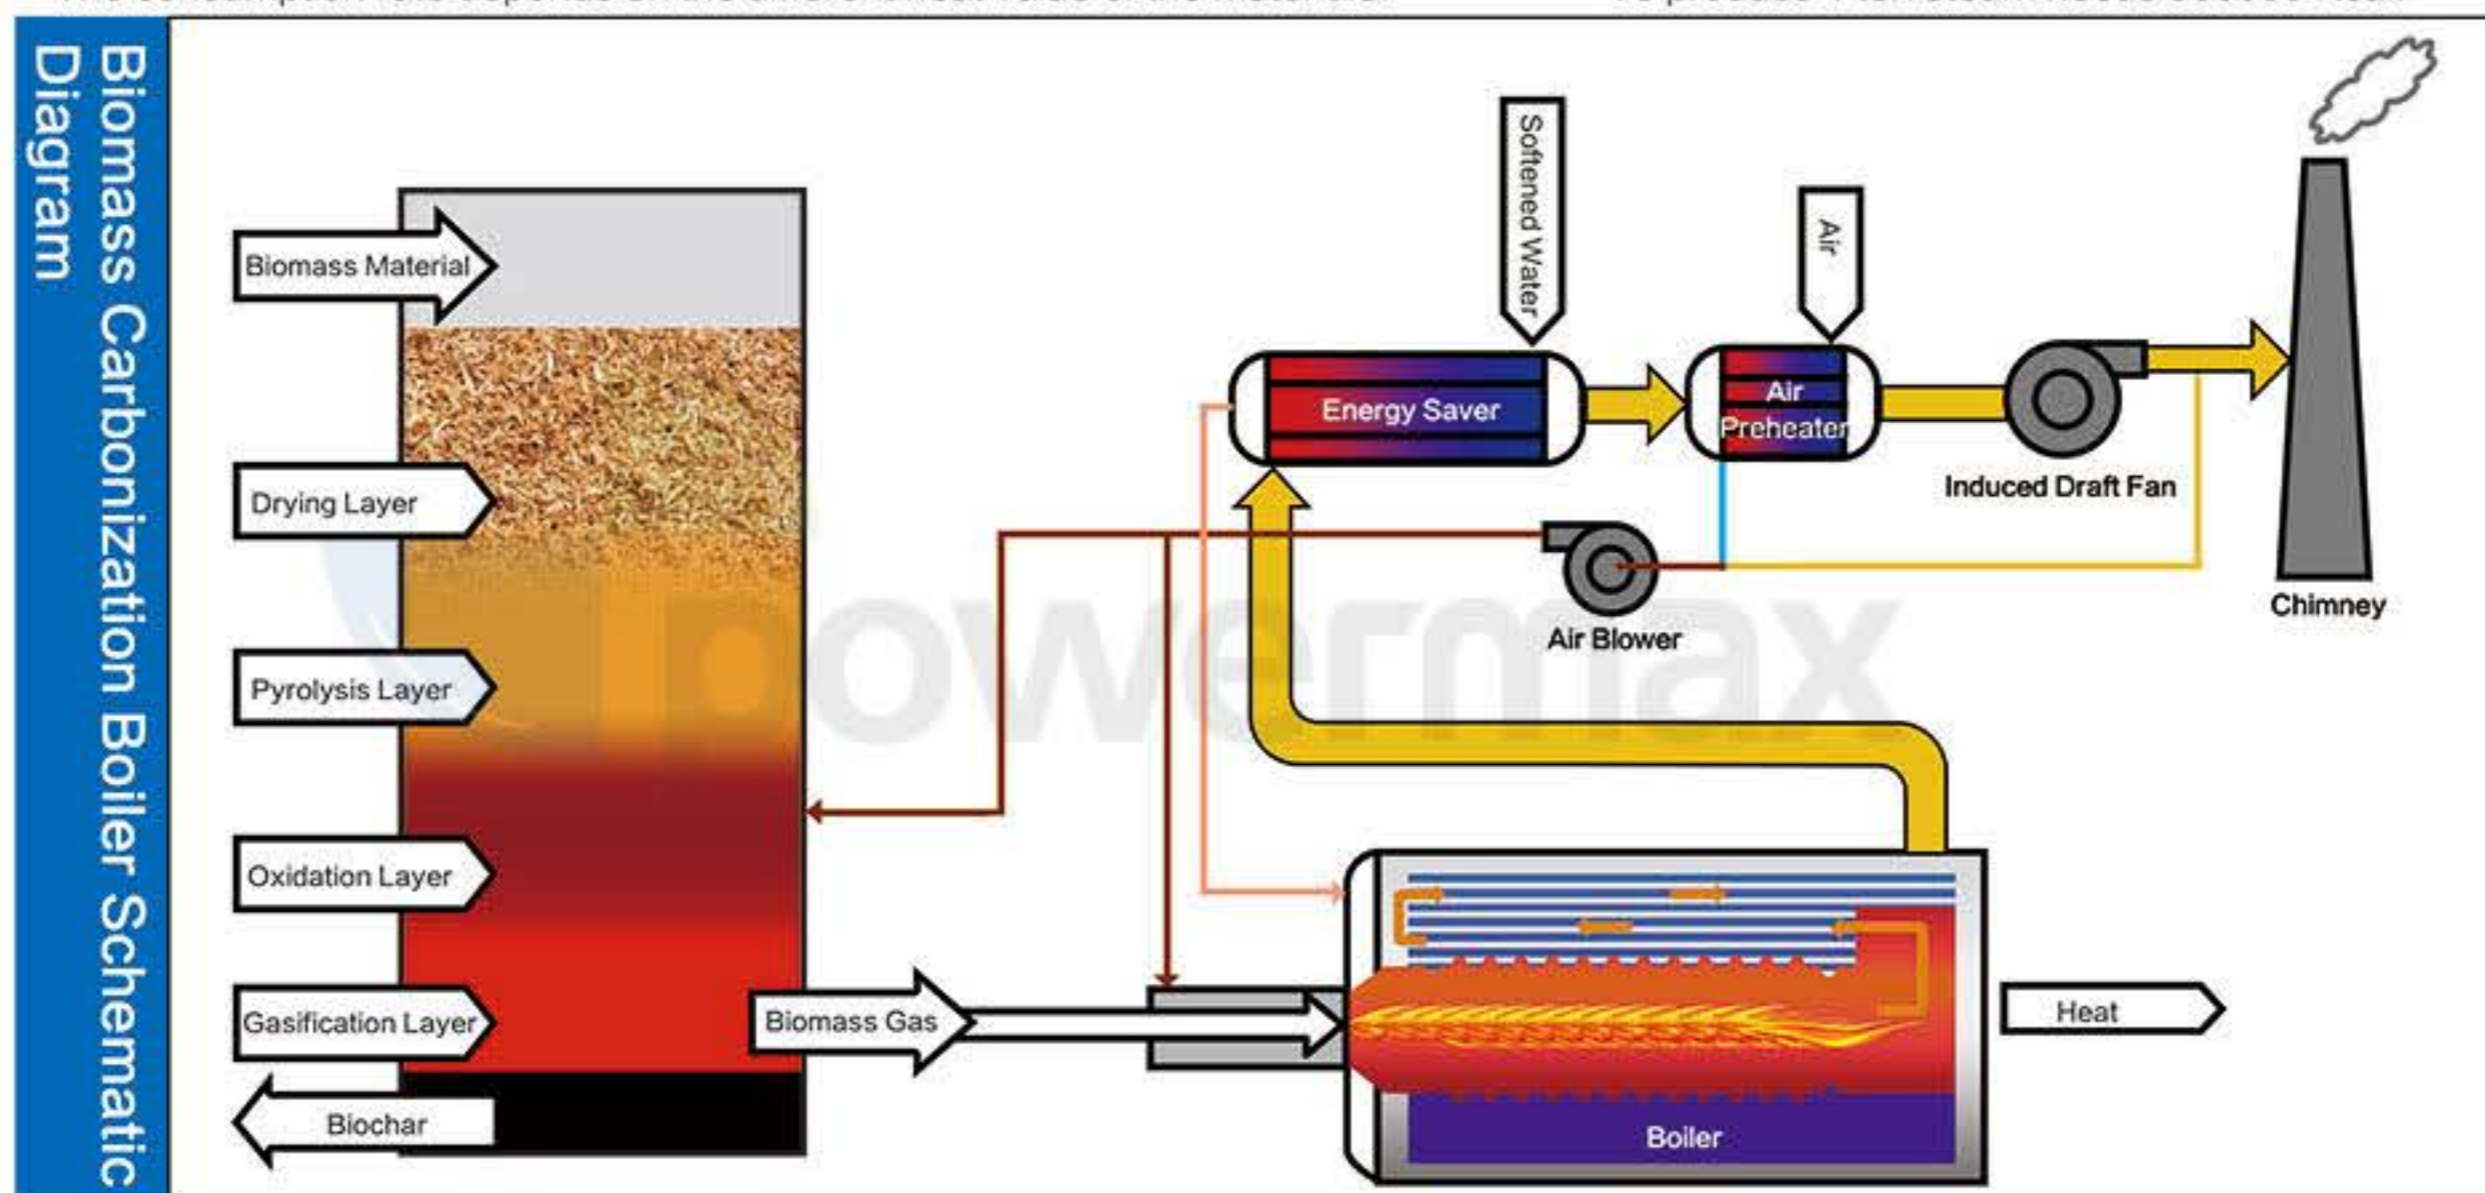 Biomass Carbonization Boiler Schematic
Diagram
Biomass Material
Drying Layer
Pyrolysis Layer
Oxidation Layer
Gasification Layer
Biochar
Biomass Gas
Softened Water
Air
Energy Saver
Air
Preheater
Induced Draft Fan
Air Blower
Chimney
powermax
Heat
Boiler